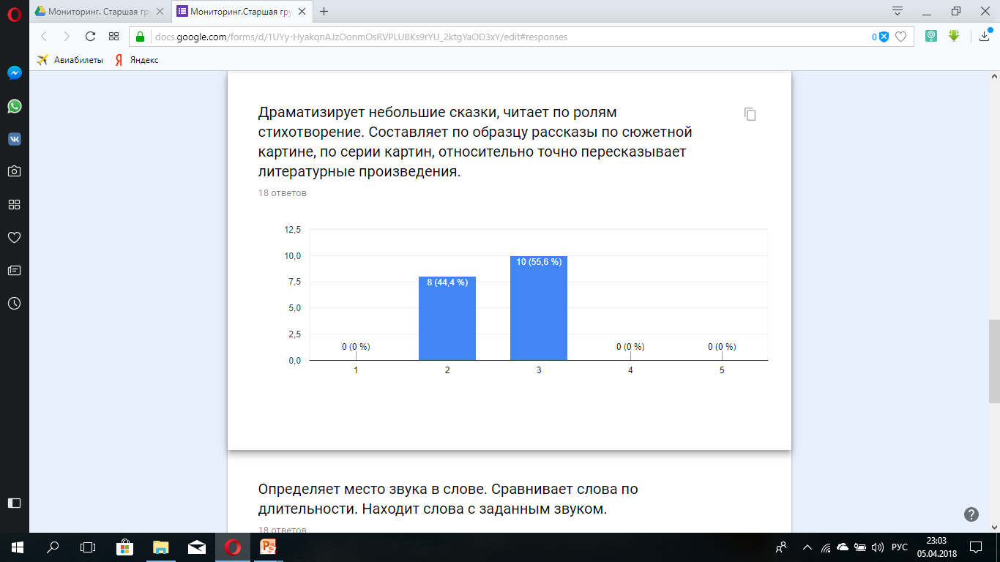 Мониторинг. Старшая гру
Мониторинг.Старшая гру
docs.google.com/forms/d/1UYy-HyakqnAJzOonmOsRVPLUBKs9rYU_2ktgYaOD3xY/edit#responses
0
Авиабилеты
Яндекс
Драматизирует небольшие сказки, читает по ролям
стихотворение. Составляет по образцу рассказы по сюжетной
картине, по серии картин, относительно точно пересказывает
литературные произведения.
18 ответов
12,5
10,0
7,5
5,0
2,5
0,0
0 (0 %)
8 (44,4 %)
10 (55,6 %)
0 (0 %)
0 (0 %)
1
2
3
4
5
Определяет место звука в слове. Сравнивает слова по
длительности. Находит слова с заданным звуком.
18 ответов
РУС
23:03
05.04.2018